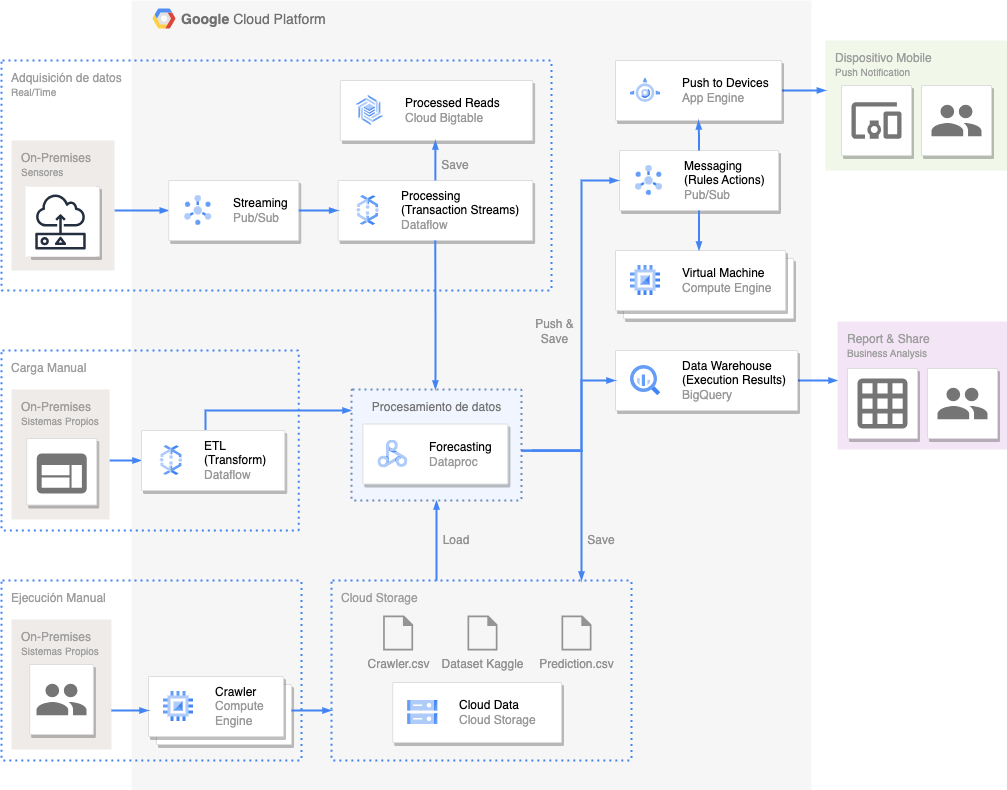 Google Cloud Platform
Adquisición de datos
Real/Time
On-Premises
Sensores
Streaming
Pub/Sub
Processed Reads
Cloud Bigtable
Save
Processing
(Transaction Streams)
Dataflow
Push to Devices
App Engine
Messaging
(Rules Actions)
Pub/Sub
Virtual Machine
Compute Engine
Dispositivo Mobile
Push Notification
Push &
Save
Data Warehouse
(Execution Results)
BigQuery
Report & Share
Business Analysis
Carga Manual
On-Premises
Sistemas Propios
ETL
(Transform)
Dataflow
Procesamiento de datos
Forecasting
Dataproc
Load
Save
Ejecución Manual
On-Premises
Sistemas Propios
Crawler
Compute
Engine
Cloud Storage
Crawler.csv
Dataset Kaggle
Prediction.csv
Cloud Data
Cloud Storage